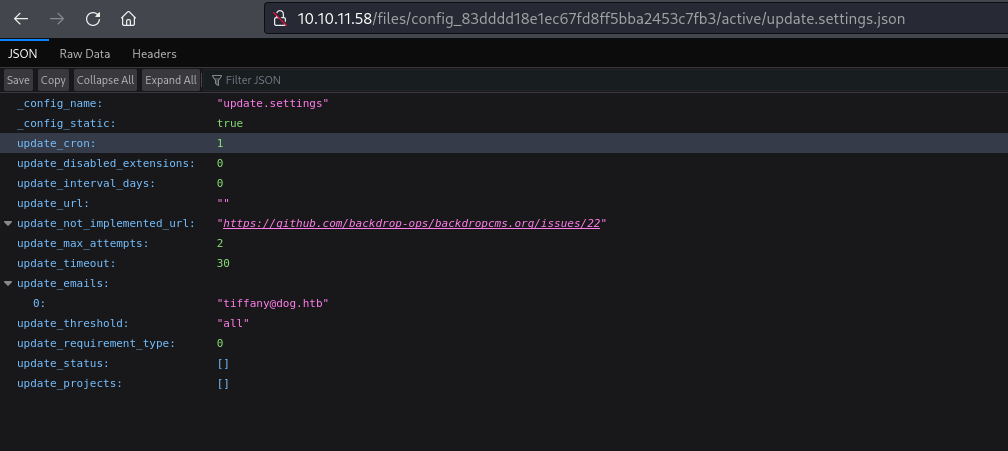 10.10.11.58/files/config_83dddd18e1ec67fd8ff5bba2453c7fb3/active/update.settings.json
JSON Raw Data Headers
Save Copy Collapse All Expand All Filter JSON
_config_name: "update.settings"
_config_static: true
update_cron: 1
update_disabled_extensions: 0
update_interval_days: 0
update_url: ""
update_not_implemented_url: "https://github.com/backdrop-ops/backdropcms.org/issues/22"
update_max_attempts: 2
update_timeout: 30
update_emails:
0: "tiffany@dog.htb"
update_threshold: "all"
update_requirement_type: 0
update_status: []
update_projects: []